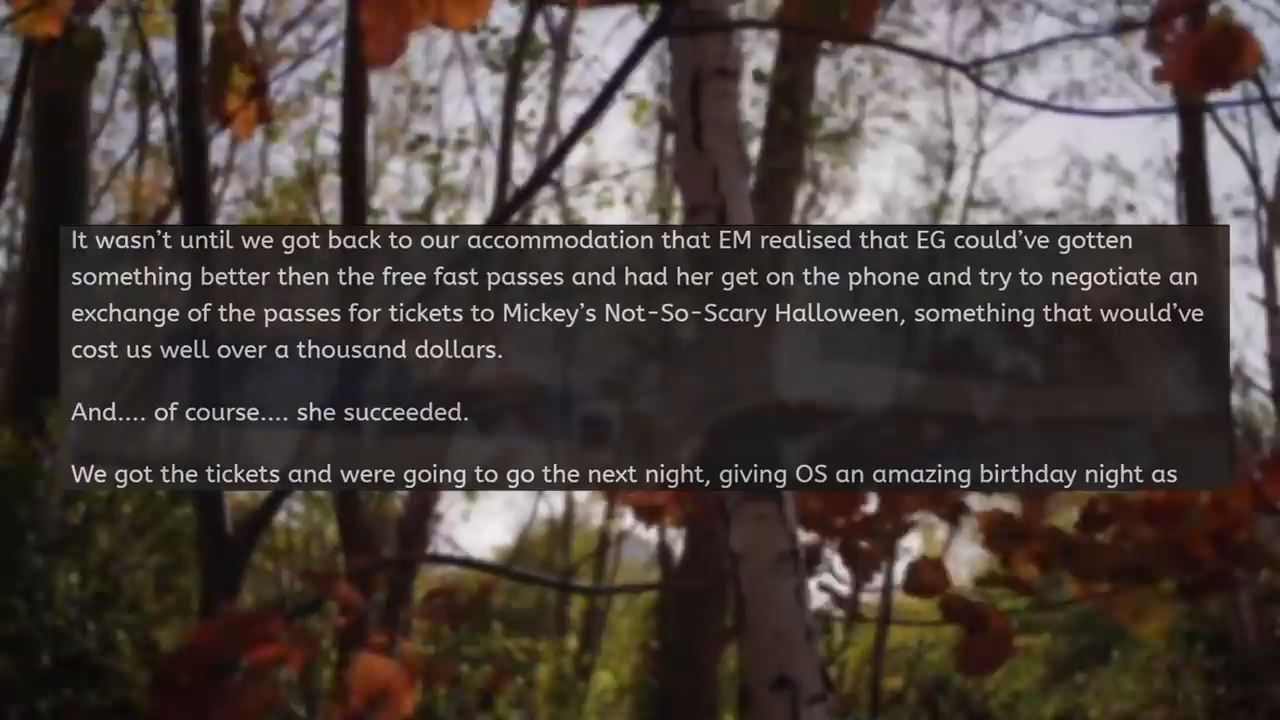 It wasn’t until we got back to our accommodation that EM realised that EG could’ve gotten
something better then the free fast passes and had her get on the phone and try to negotiate an
exchange of the passes for tickets to Mickey’s Not-So-Scary Halloween, something that would’ve
cost us well over a thousand dollars.
And.... of course.... she succeeded.
We got the tickets and were going to go the next night, giving OS an amazing birthday night as